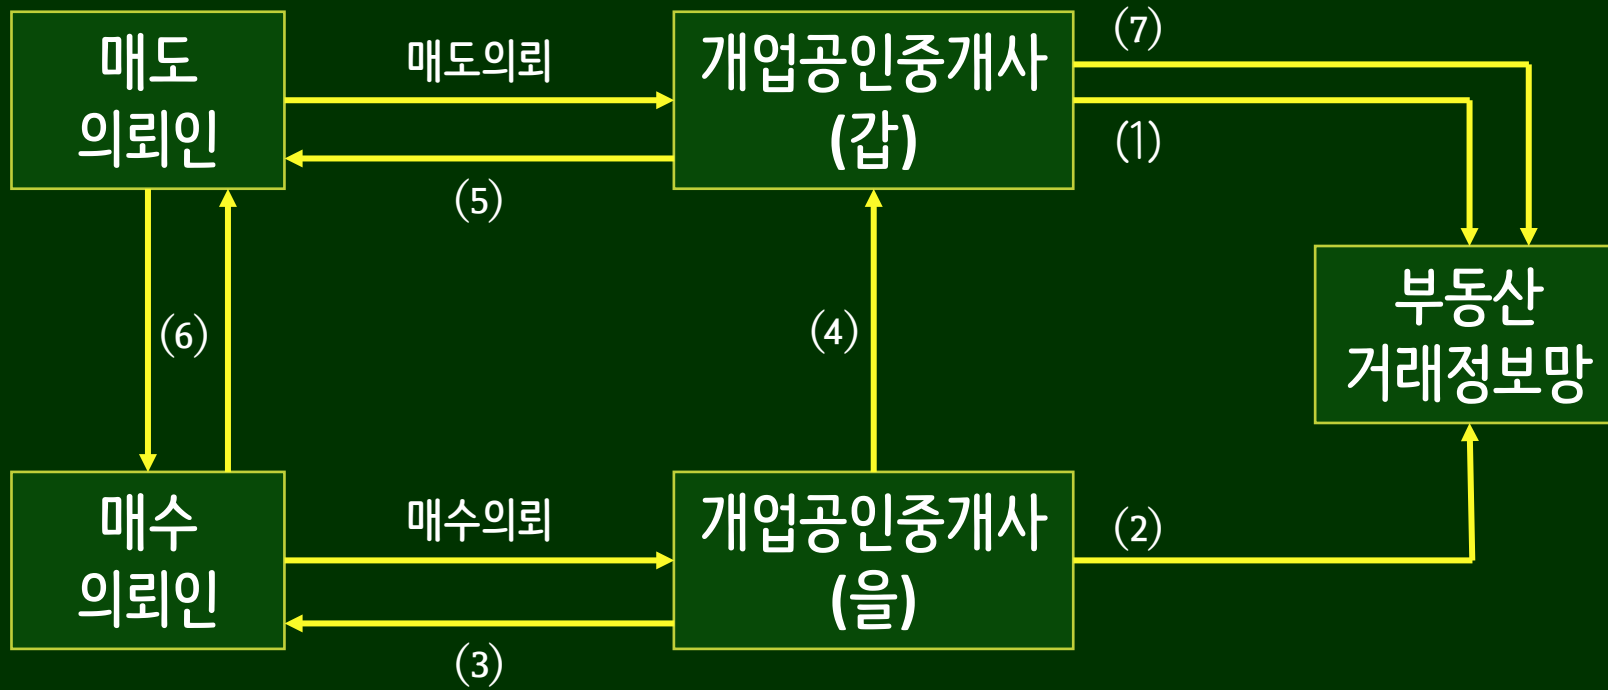 매도
의뢰인
매도의뢰
개업공인중개사
(갑)
(7)
(1)
(5)
(6)
(4)
부동산
거래정보망
매수
의뢰인
매수의뢰
개업공인중개사
(을)
(2)
(3)